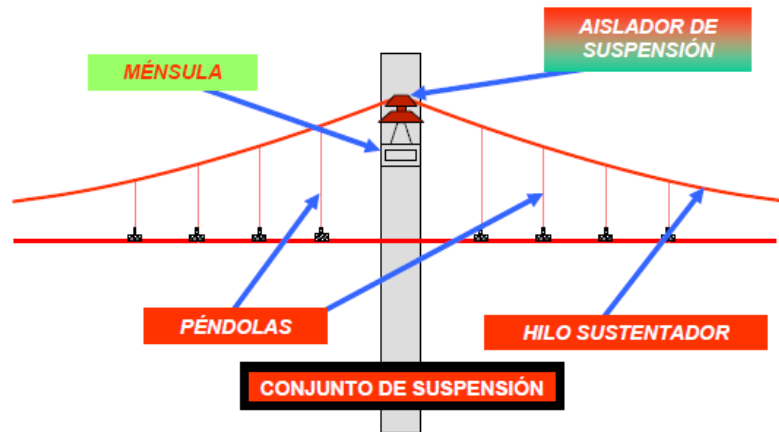 AISLADOR DE
SUSPENSIÓN
MÉNSULA
PÉNDOLAS
HILO SUSTENTADOR
CONJUNTO DE SUSPENSIÓN